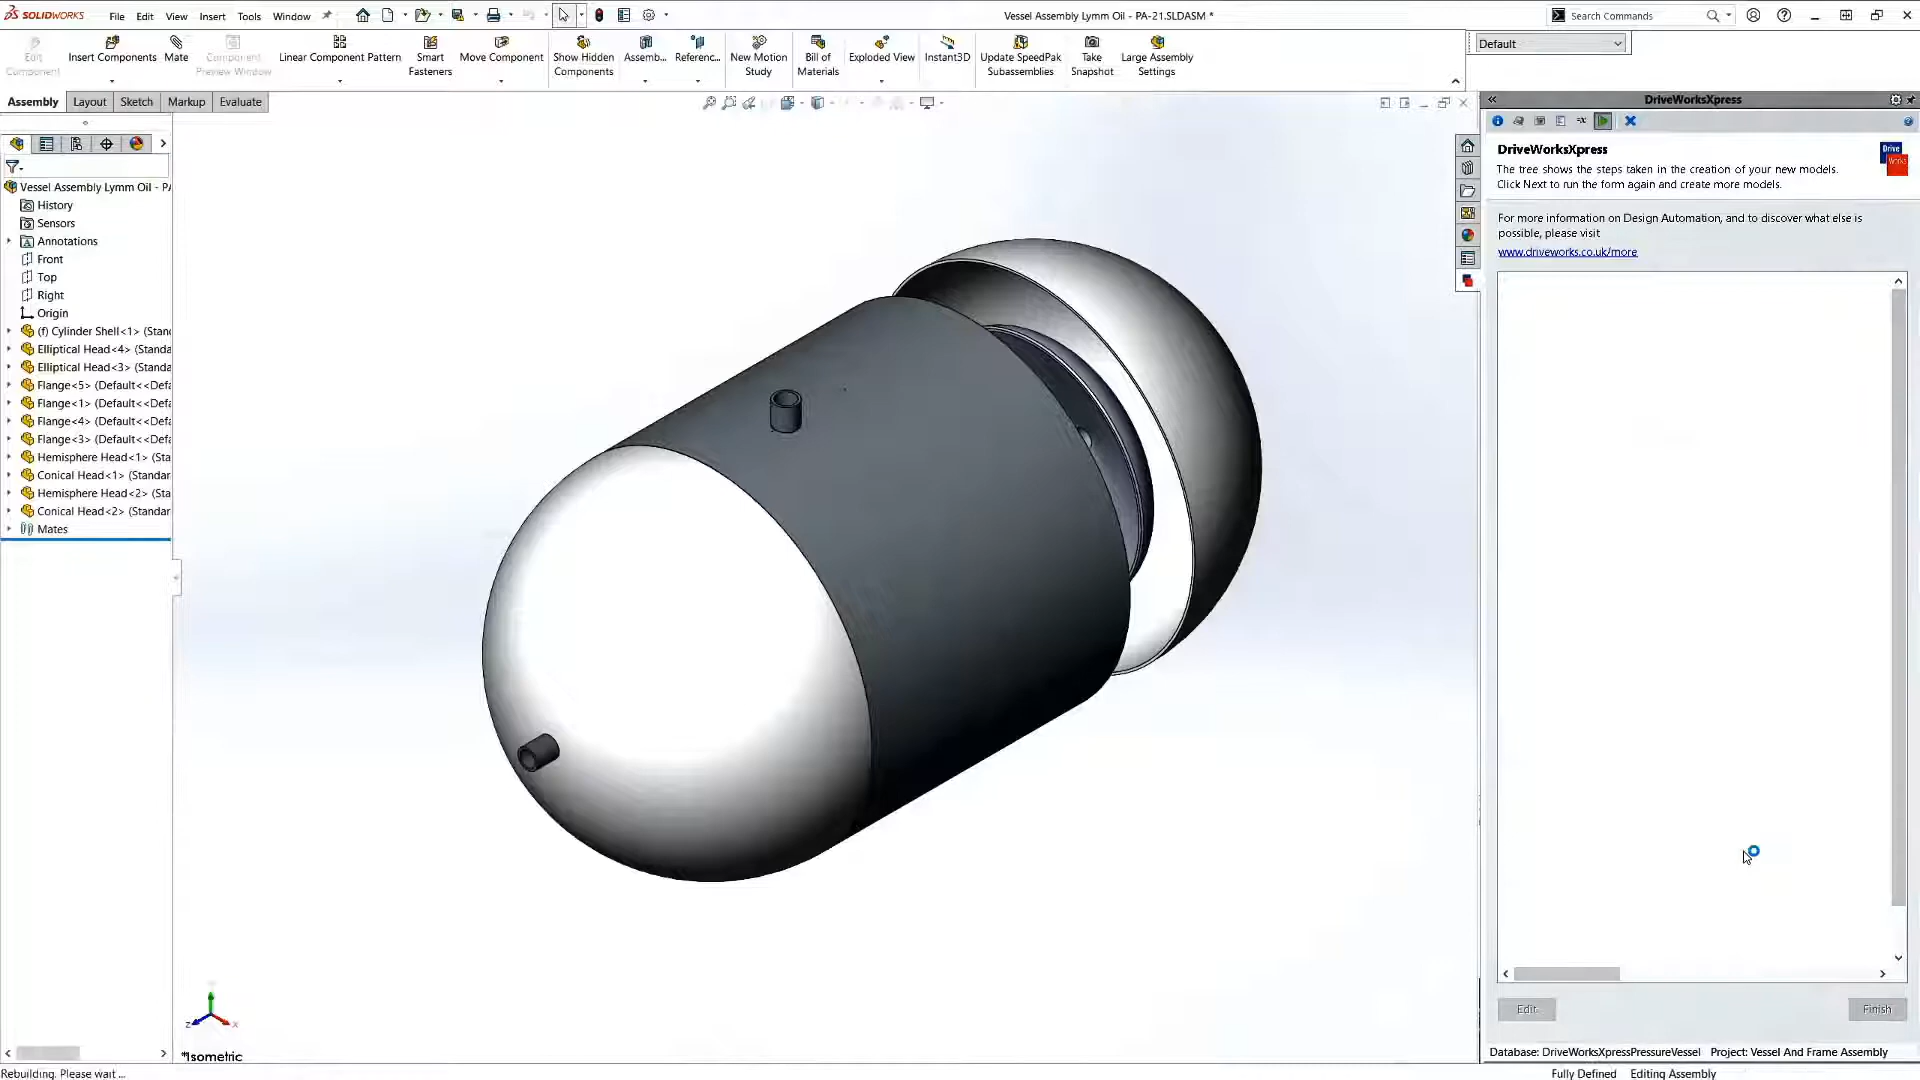 SOLIDWORKS File Edit View Insert Tools Window Vessel Assembly Lymm Oil - PA-21.SLDASM * Search Commands
Edit Component
Insert Components
Mate
Component Preview Window
Linear Component Pattern
Smart Fasteners
Move Component
Show Hidden Components
Assemb...
Referenc...
New Motion Study
Bill of Materials
Exploded View
Instant3D
Update SpeedPak Subassemblies
Take Snapshot
Large Assembly Settings
Default
Assembly Layout Sketch Markup Evaluate
Vessel Assembly Lymm Oil - PA
History
Sensors
Annotations
Front
Top
Right
Origin
(f) Cylinder Shell<1> (Stand
Elliptical Head<4> (Standa
Elliptical Head<3> (Standa
Flange<5> (Default<<Defa
Flange<1> (Default<<Defa
Flange<4> (Default<<Defa
Flange<3> (Default<<Defa
Hemisphere Head<1> (Sta
Conical Head<1> (Standar
Hemisphere Head<2> (Sta
Conical Head<2> (Standar
Mates
Z X
*Isometric
DriveWorksXpress
DriveWorksXpress
Drive
Works
The tree shows the steps taken in the creation of your new models.
Click Next to run the form again and create more models.
For more information on Design Automation, and to discover what else is
possible, please visit
www.driveworks.co.uk/more
Edit Finish
Database: DriveWorksXpressPressureVessel Project: Vessel And Frame Assembly
Rebuilding. Please wait ... Fully Defined Editing Assembly